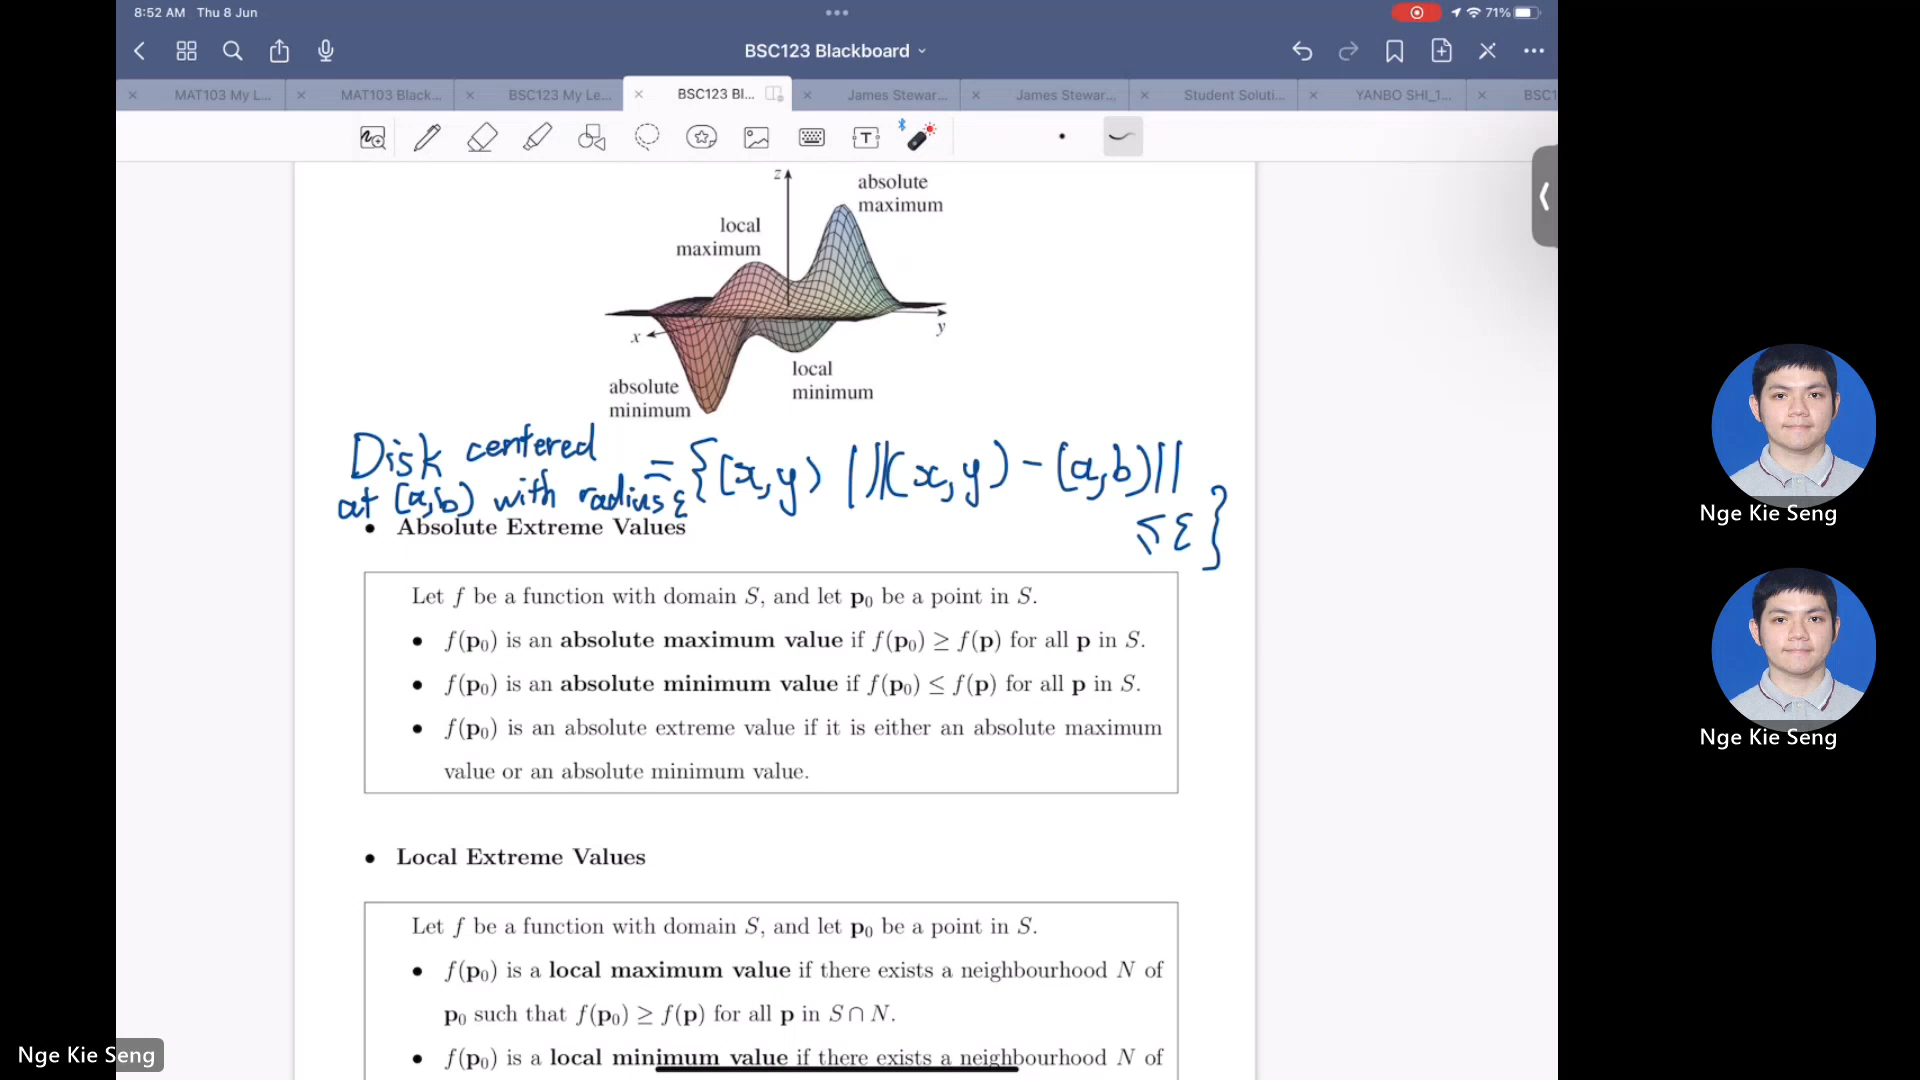 8:52 AM Thu 8 Jun
71%
BSC123 Blackboard
MAT103 My L...
MAT103 Black...
BSC123 My Le...
BSC123 Bl...
James Stewar...
James Stewar...
Student Soluti...
YANBO SHI_1...
BSC1
z
absolute
maximum
local
maximum
x
y
local
minimum
absolute
minimum
Disk centered
at (a,b) with radius ε = {(x,y) | ||(x,y) - (a,b)||
≤ ε }
• Absolute Extreme Values
Let f be a function with domain S, and let p₀ be a point in S.
• f(p₀) is an absolute maximum value if f(p₀) ≥ f(p) for all p in S.
• f(p₀) is an absolute minimum value if f(p₀) ≤ f(p) for all p in S.
• f(p₀) is an absolute extreme value if it is either an absolute maximum
value or an absolute minimum value.
• Local Extreme Values
Let f be a function with domain S, and let p₀ be a point in S.
• f(p₀) is a local maximum value if there exists a neighbourhood N of
p₀ such that f(p₀) ≥ f(p) for all p in S ∩ N.
• f(p₀) is a local minimum value if there exists a neighbourhood N of
Nge Kie Seng
Nge Kie Seng
Nge Kie Seng